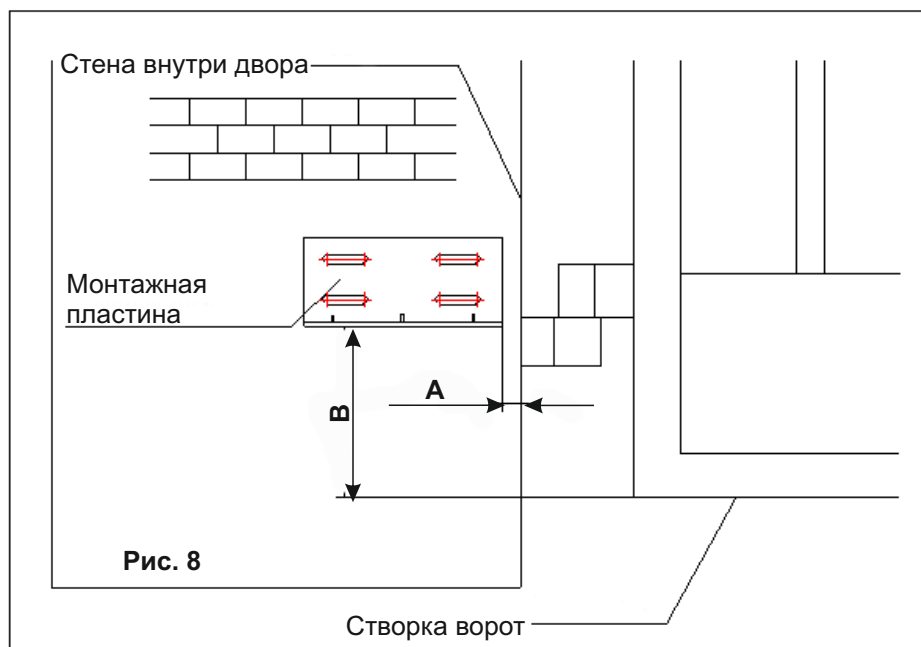 Стена внутри двора
Монтажная
пластина
A
B
Рис. 8
Створка ворот